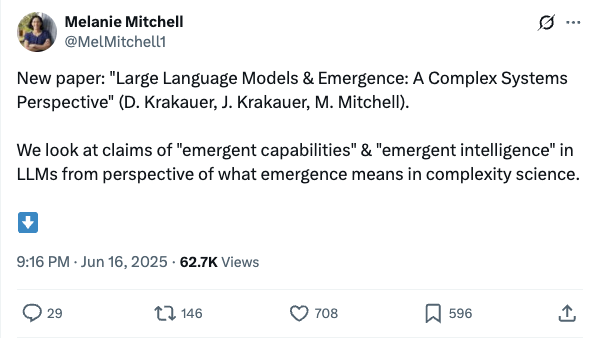 Melanie Mitchell
@MelMitchell1
New paper: "Large Language Models & Emergence: A Complex Systems
Perspective" (D. Krakauer, J. Krakauer, M. Mitchell).
We look at claims of "emergent capabilities" & "emergent intelligence" in
LLMs from perspective of what emergence means in complexity science.
9:16 PM · Jun 16, 2025 · 62.7K Views
29 146 708 596